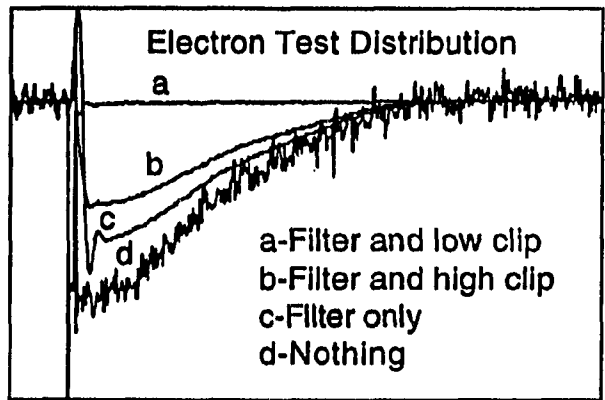 Electron Test Distribution
a
b
c
d
a-Filter and low clip
b-Filter and high clip
c-Filter only
d-Nothing